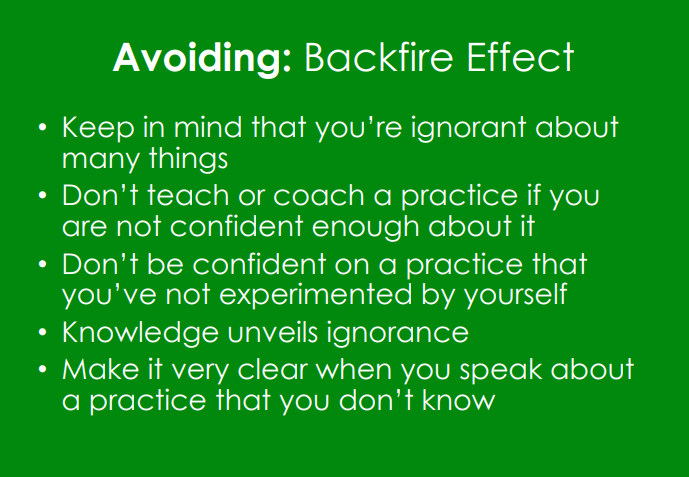 Avoiding: Backfire Effect
• Keep in mind that you’re ignorant about
many things
• Don’t teach or coach a practice if you
are not confident enough about it
• Don’t be confident on a practice that
you’ve not experimented by yourself
• Knowledge unveils ignorance
• Make it very clear when you speak about
a practice that you don’t know